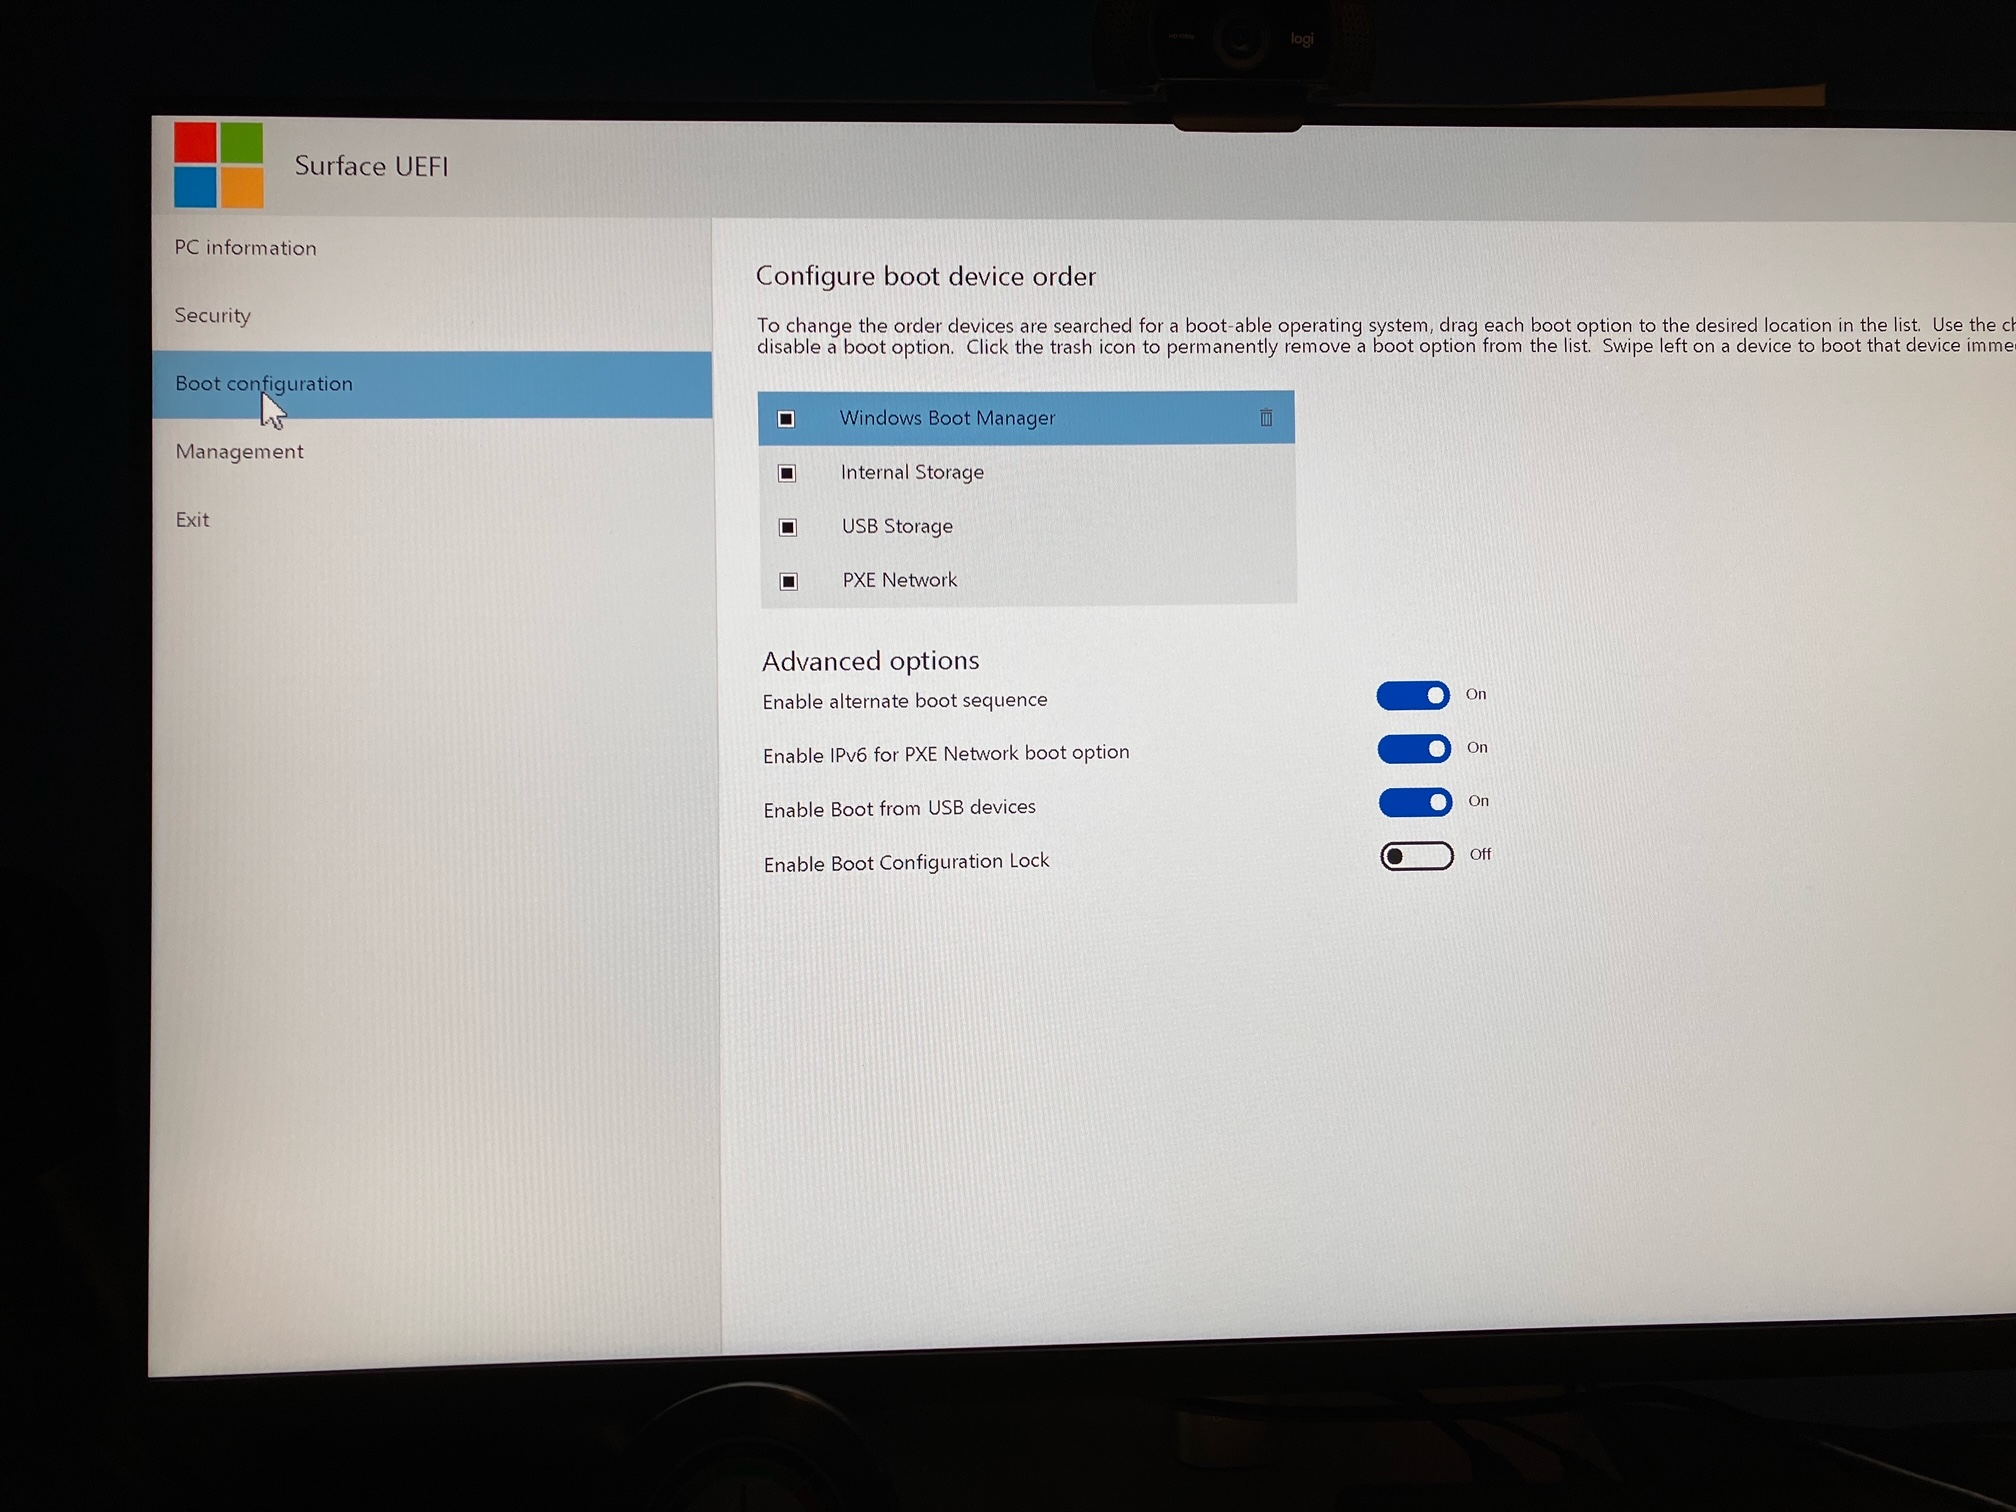 logi
Surface UEFI
PC information
Security
Boot configuration
Management
Exit
Configure boot device order
To change the order devices are searched for a boot-able operating system, drag each boot option to the desired location in the list. Use the
disable a boot option. Click the trash icon to permanently remove a boot option from the list. Swipe left on a device to boot that device
Windows Boot Manager
Internal Storage
USB Storage
PXE Network
Advanced options
Enable alternate boot sequence On
Enable IPv6 for PXE Network boot option On
Enable Boot from USB devices On
Enable Boot Configuration Lock Off